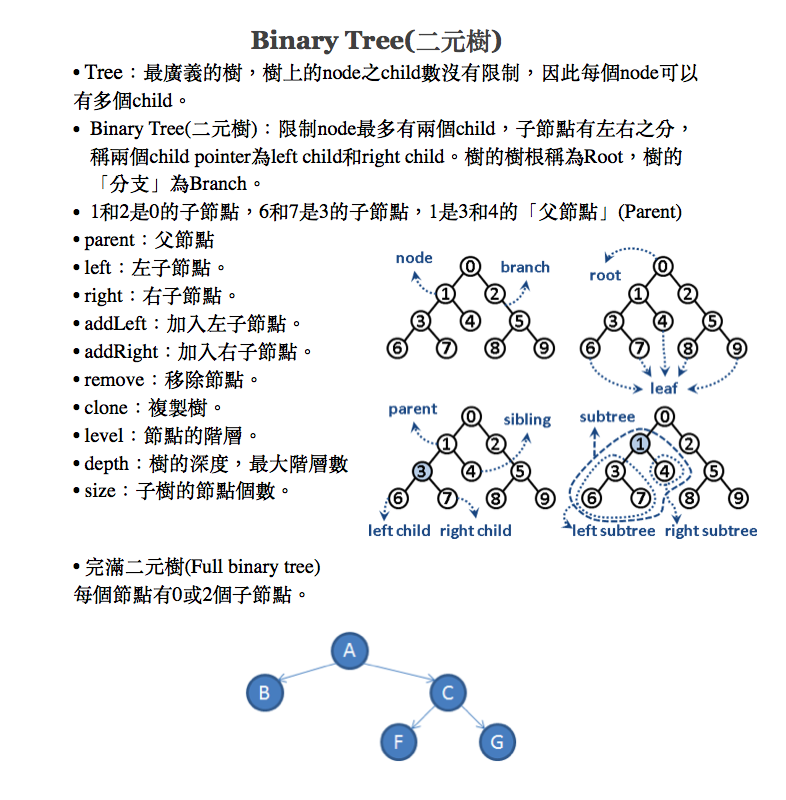 Binary Tree(二元樹)
• Tree：最廣義的樹，樹上的node之child數沒有限制，因此每個node可以
有多個child。
• Binary Tree(二元樹)：限制node最多有兩個child，子節點有左右之分，
稱兩個child pointer為left child和right child。樹的樹根稱為Root，樹的
「分支」為Branch。
• 1和2是0的子節點，6和7是3的子節點，1是3和4的「父節點」(Parent)
• parent：父節點
• left：左子節點。
• right：右子節點。
• addLeft：加入左子節點。
• addRight：加入右子節點。
• remove：移除節點。
• clone：複製樹。
• level：節點的階層。
• depth：樹的深度，最大階層數
• size：子樹的節點個數。
node
branch
0
1 2
3 4 5
6 7 8 9
root
0
1 2
3 4 5
6 7 8 9
leaf
parent
sibling
0
1 2
3 4 5
6 7 8 9
left child right child
subtree
0
1 2
3 4 5
6 7 8 9
left subtree right subtree
• 完滿二元樹(Full binary tree)
每個節點有0或2個子節點。
A
B C
F G